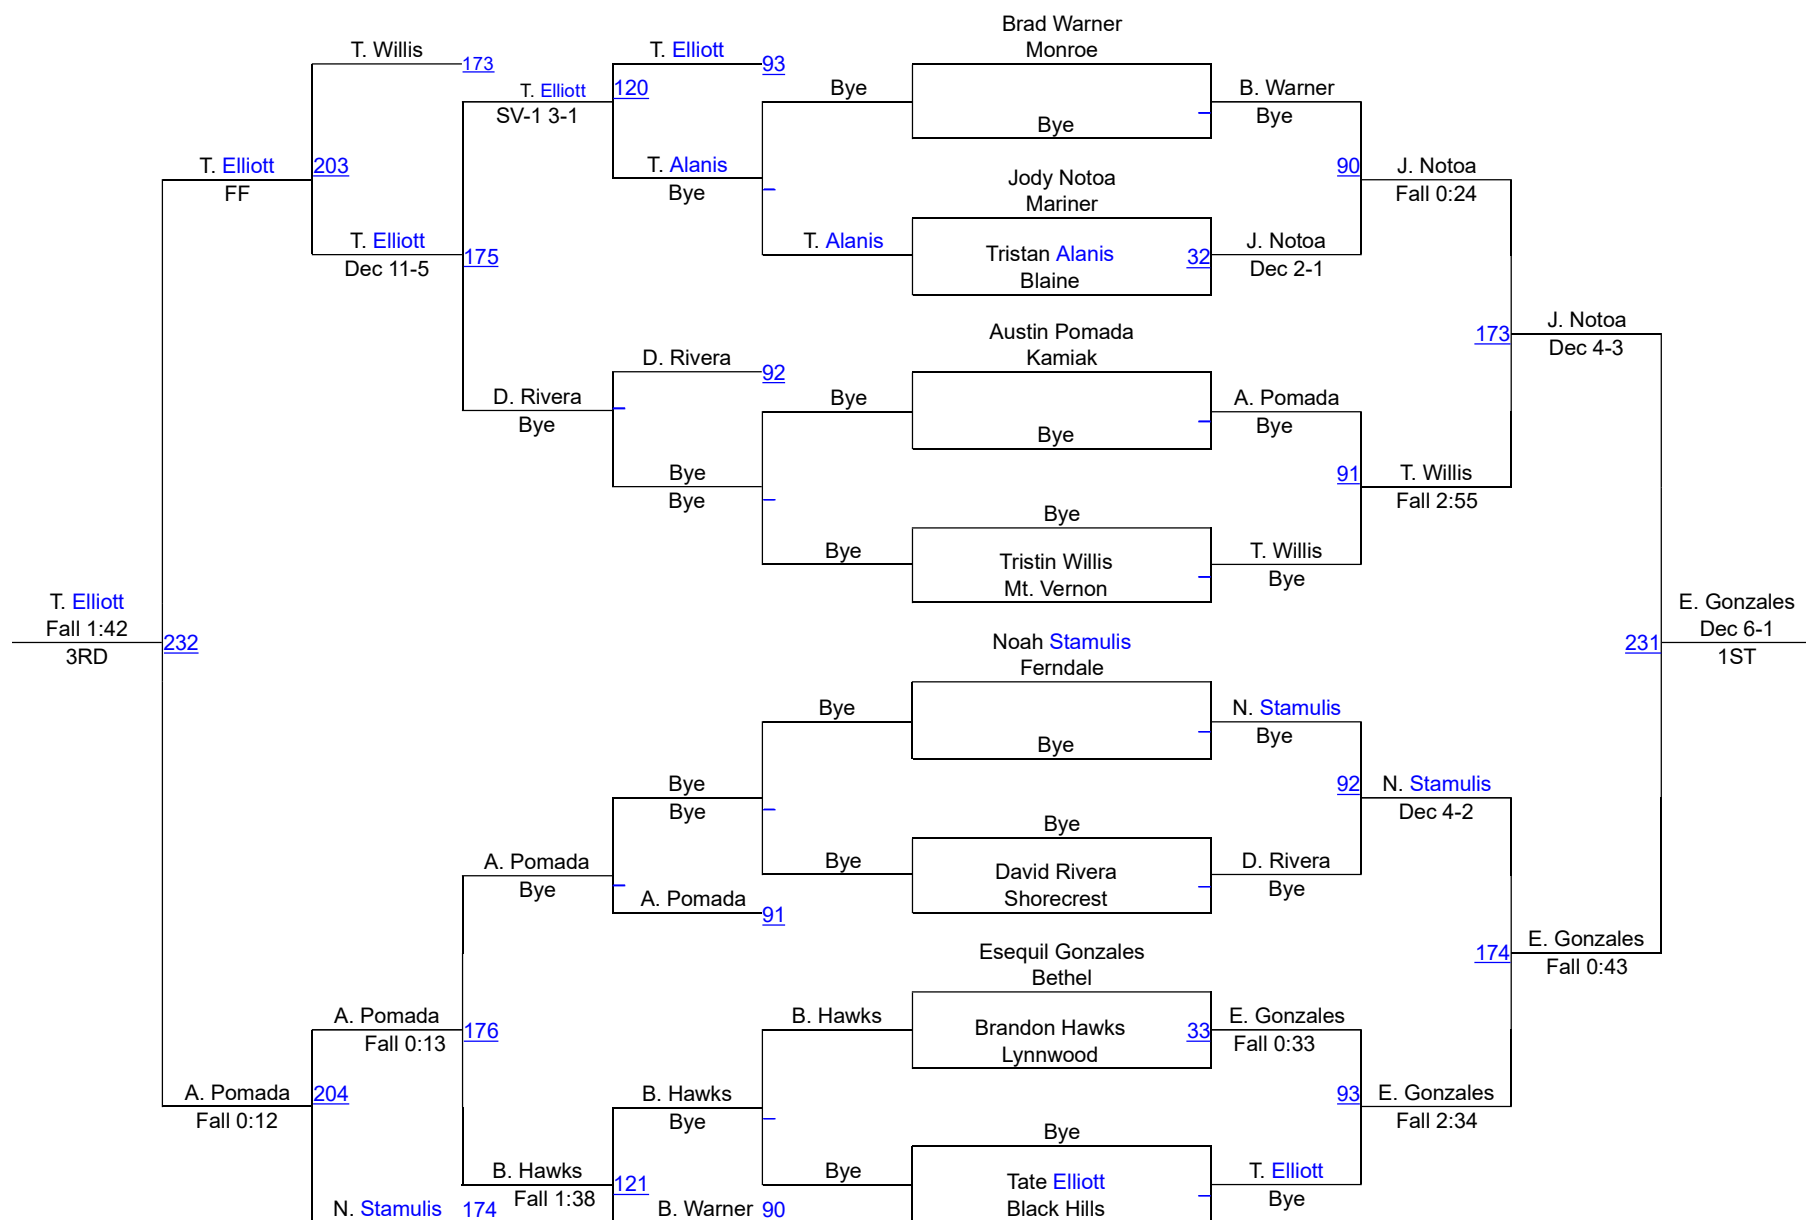 Brad Warner
T. Willis
T. Elliott
Monroe
173
93
T. Elliott
120
Bye
B. Warner
SV-1 3-1
Bye
Bye
T. Elliott
203
T. Alanis
Jody Notoa
90
J. Notoa
FF
Bye
Mariner
Fall 0:24
T. Elliott
175
T. Alanis
Tristan Alanis
32
J. Notoa
Dec 11-5
Blaine
Dec 2-1
Austin Pomada
173
J. Notoa
D. Rivera
92
Kamiak
Dec 4-3
D. Rivera
Bye
A. Pomada
Bye
Bye
Bye
Bye
91
T. Willis
Bye
Fall 2:55
Bye
Bye
Tristin Willis
T. Willis
Mt. Vernon
Bye
T. Elliott
E. Gonzales
Fall 1:42
Dec 6-1
232
Noah Stamulis
231
3RD
Ferndale
1ST
Bye
N. Stamulis
Bye
Bye
Bye
92
N. Stamulis
Bye
Dec 4-2
Bye
A. Pomada
Bye
David Rivera
D. Rivera
Bye
Shorecrest
Bye
A. Pomada
91
Esequil Gonzales
174
E. Gonzales
Bethel
Fall 0:43
A. Pomada
176
B. Hawks
Brandon Hawks
33
E. Gonzales
Fall 0:13
Lynnwood
Fall 0:33
A. Pomada
204
B. Hawks
93
E. Gonzales
Fall 0:12
Bye
Fall 2:34
Bye
B. Hawks
121
Bye
Tate Elliott
T. Elliott
Fall 1:38
Black Hills
Bye
N. Stamulis
174
B. Warner
90